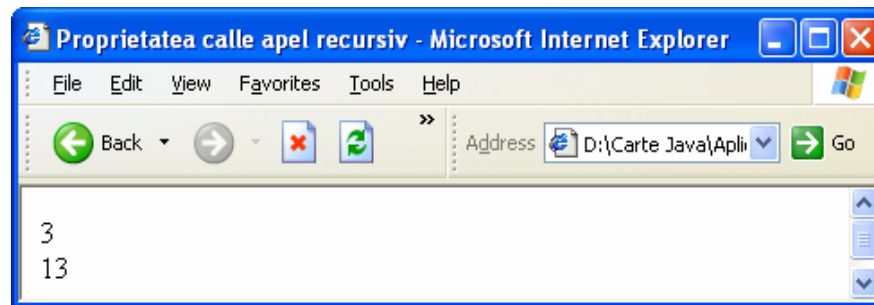 Proprietatea calle apel recursiv - Microsoft Internet Explorer
File Edit View Favorites Tools Help
Back » Address D:\Carte Java\Apli Go
3
13